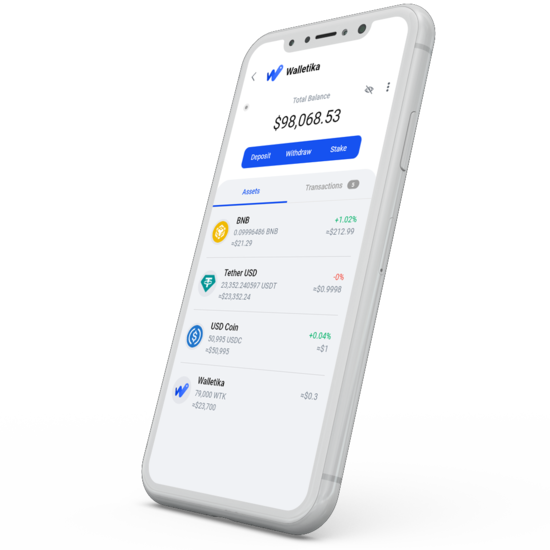 Walletika
Total Balance
$98,068.53
Deposit Withdraw Stake
Assets Transactions 5
BNB +1.02%
0.09996486 BNB ≈$212.99
≈$21.29
Tether USD -0%
23,352.240597 USDT ≈$0.9998
≈$23,352.24
USD Coin +0.04%
50,995 USDC ≈$1
≈$50,995
Walletika
79,000 WTK ≈$0.3
≈$23,700